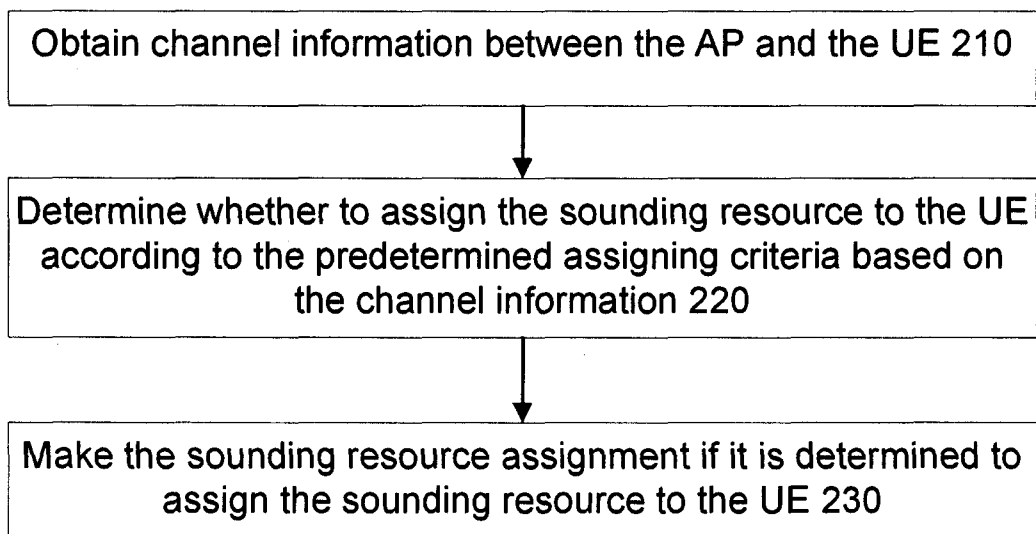 Obtain channel information between the AP and the UE 210
Determine whether to assign the sounding resource to the UE
according to the predetermined assigning criteria based on
the channel information 220
Make the sounding resource assignment if it is determined to
assign the sounding resource to the UE 230